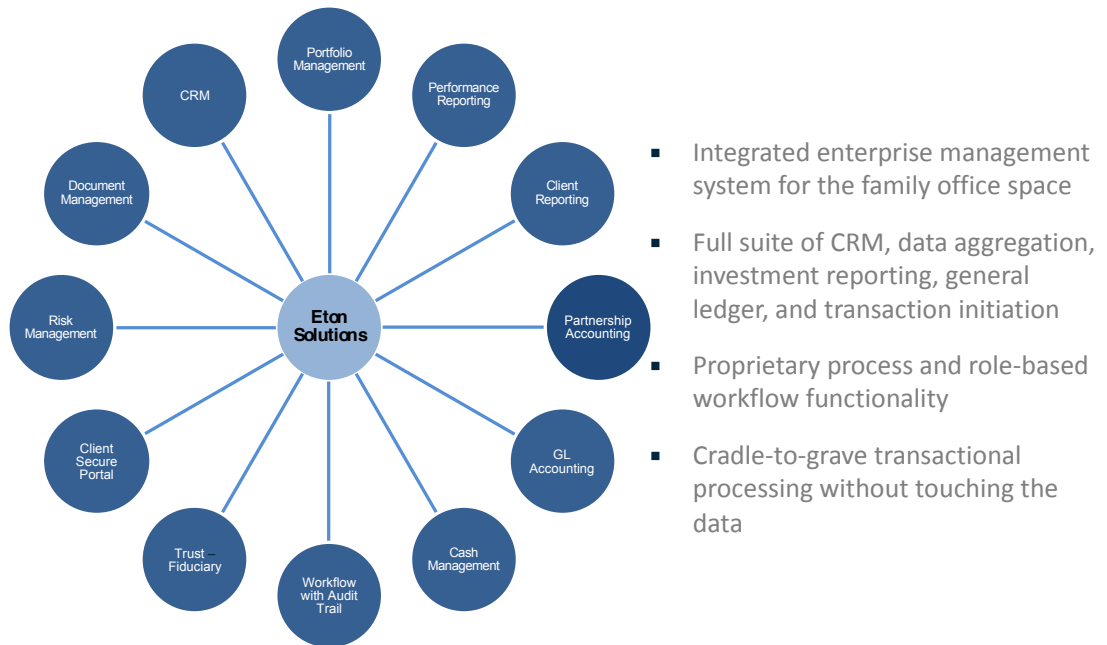 Portfolio
Management
Performance
Reporting
Client
Reporting
Partnership
Accounting
GL
Accounting
Cash
Management
Workflow
with Audit
Trail
Trust –
Fiduciary
Client
Secure
Portal
Risk
Management
Document
Management
CRM
Eton
Solutions
▪ Integrated enterprise management
system for the family office space
▪ Full suite of CRM, data aggregation,
investment reporting, general
ledger, and transaction initiation
▪ Proprietary process and role-based
workflow functionality
▪ Cradle-to-grave transactional
processing without touching the
data